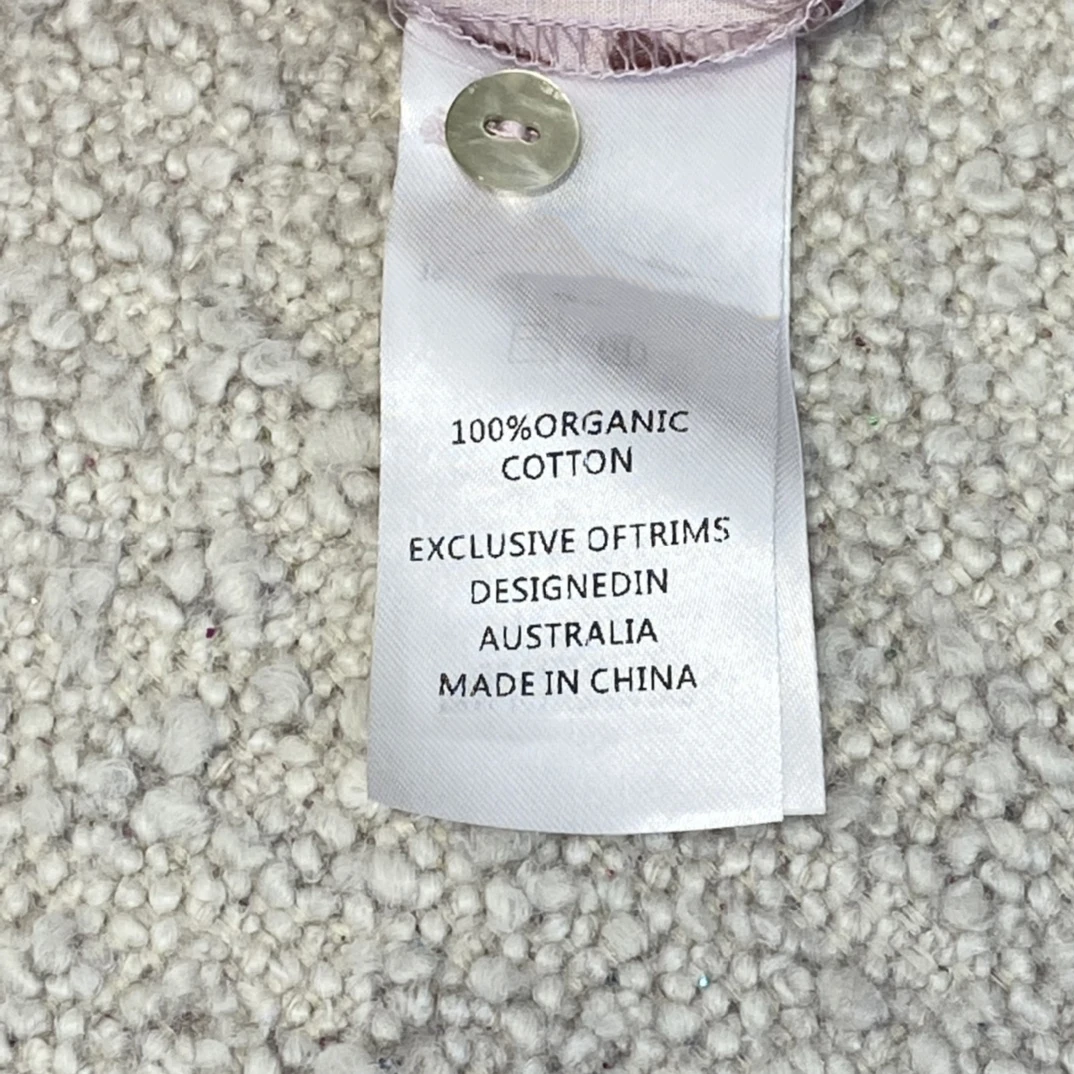 100%ORGANIC
COTTON
EXCLUSIVE OFTRIMS
DESIGNEDIN
AUSTRALIA
MADE IN CHINA